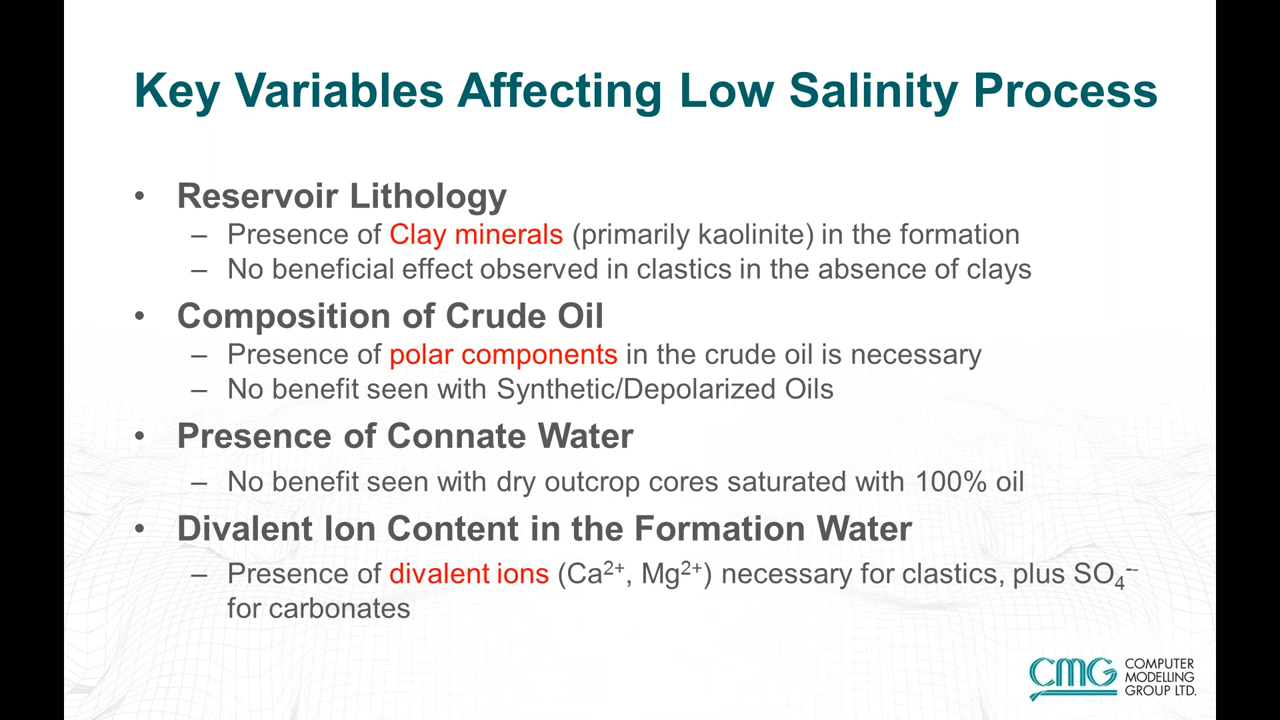 Key Variables Affecting Low Salinity Process
• Reservoir Lithology
– Presence of Clay minerals (primarily kaolinite) in the formation
– No beneficial effect observed in clastics in the absence of clays
• Composition of Crude Oil
– Presence of polar components in the crude oil is necessary
– No benefit seen with Synthetic/Depolarized Oils
• Presence of Connate Water
– No benefit seen with dry outcrop cores saturated with 100% oil
• Divalent Ion Content in the Formation Water
– Presence of divalent ions (Ca²⁺, Mg²⁺) necessary for clastics, plus SO₄⁻⁻
for carbonates
CMG COMPUTER
MODELLING
GROUP LTD.